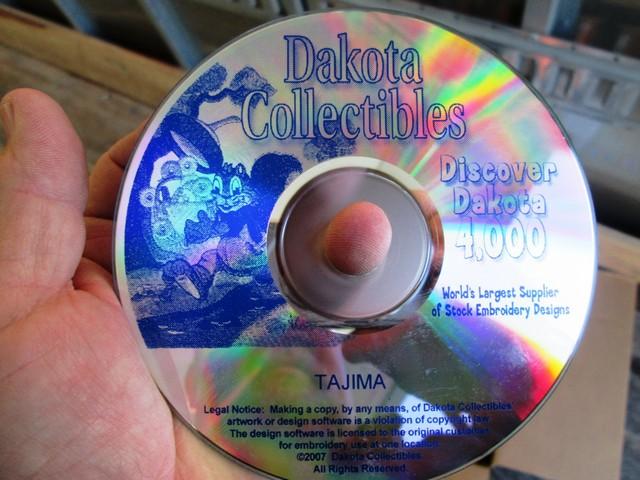 Dakota
Collectibles
Discover
Dakota
4,000
World's Largest Supplier
of Stock Embroidery Designs
TAJIMA
Legal Notice: Making a copy, by any means, of Dakota Collectibles'
artwork or design software is a violation of copyright law.
The design software is licensed to the original customer
for embroidery use at one location.
©2007 Dakota Collectibles.
All Rights Reserved.